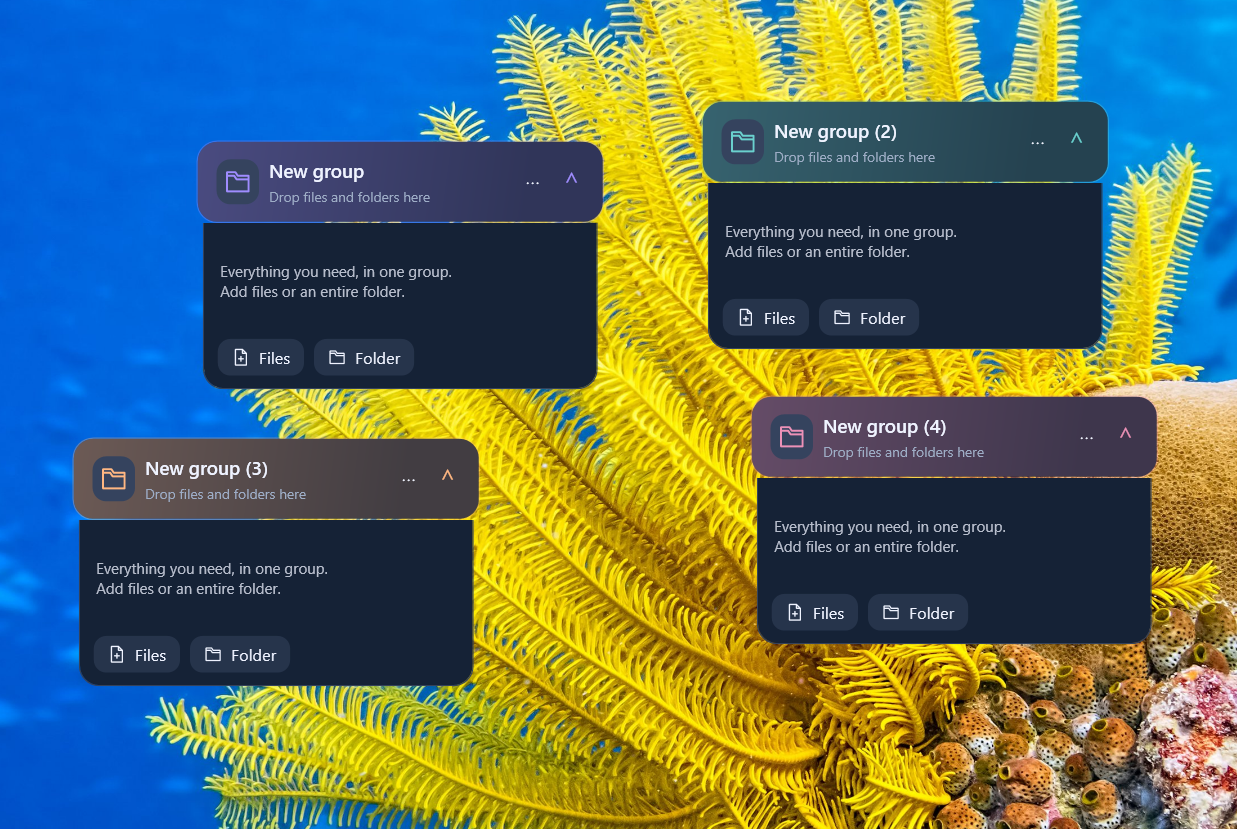 New group
Drop files and folders here
...
Everything you need, in one group.
Add files or an entire folder.
Files
Folder
New group (2)
Drop files and folders here
...
Everything you need, in one group.
Add files or an entire folder.
Files
Folder
New group (3)
Drop files and folders here
...
Everything you need, in one group.
Add files or an entire folder.
Files
Folder
New group (4)
Drop files and folders here
...
Everything you need, in one group.
Add files or an entire folder.
Files
Folder